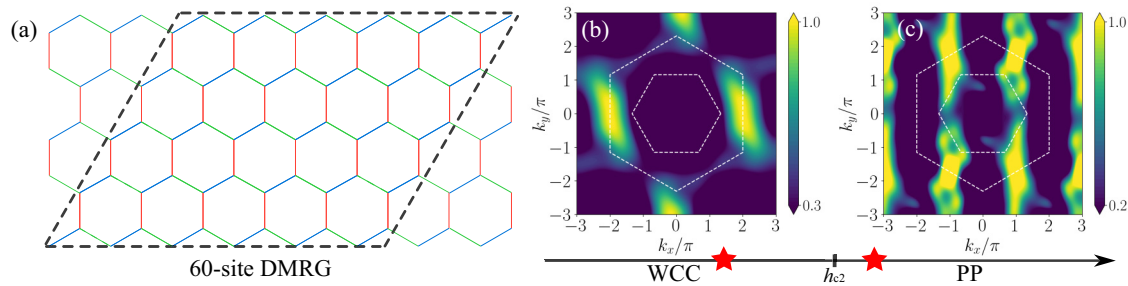 (a)
60-site DMRG
(b)
3
2
1
0
-1
-2
-3
k_y/π
-3 -2 -1 0 1 2 3
k_x/π
1.0
0.3
(c)
3
2
1
0
-1
-2
-3
k_y/π
-3 -2 -1 0 1 2 3
k_x/π
1.0
0.2
WCC
h_c2
PP